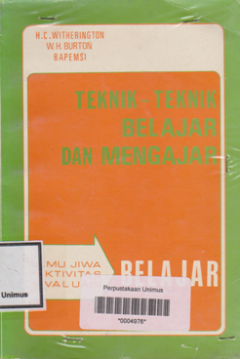 H.C. WITHERINGTON
W.H. BURTON
BAPEMSI
TEKNIK-TEKNIK
BELAJAR
DAN MENGAJAR
MU JIWA
KTIVITAS
VALU
BELAJAR
Unimus
Perpustakaan Unimus
*0004976*